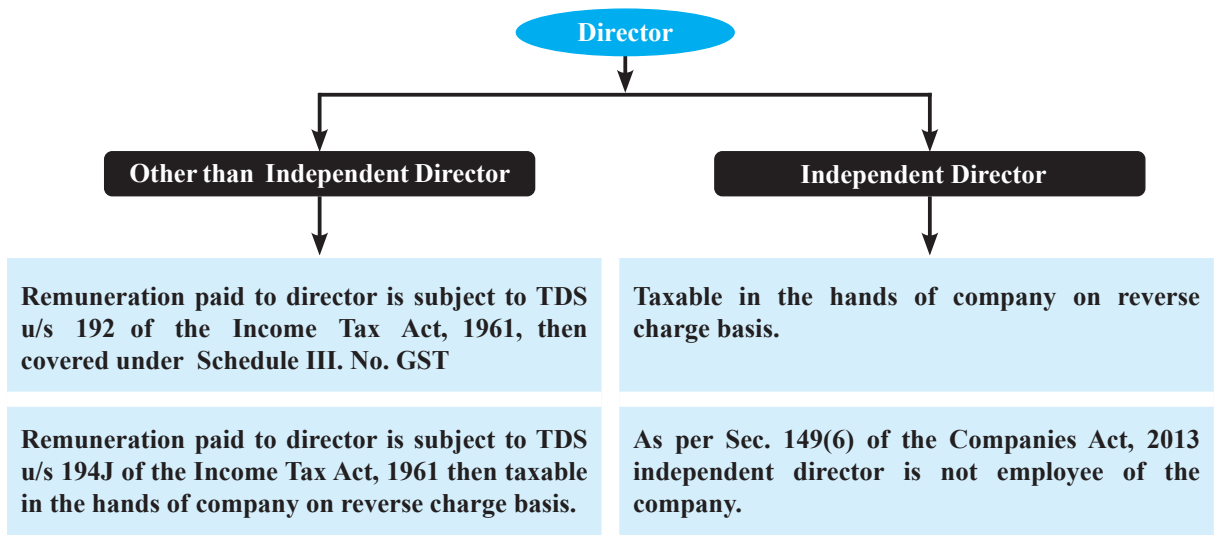 Director
Other than Independent Director
Independent Director
Remuneration paid to director is subject to TDS
u/s 192 of the Income Tax Act, 1961, then
covered under Schedule III. No. GST
Taxable in the hands of company on reverse
charge basis.
Remuneration paid to director is subject to TDS
u/s 194J of the Income Tax Act, 1961 then taxable
in the hands of company on reverse charge basis.
As per Sec. 149(6) of the Companies Act, 2013
independent director is not employee of the
company.